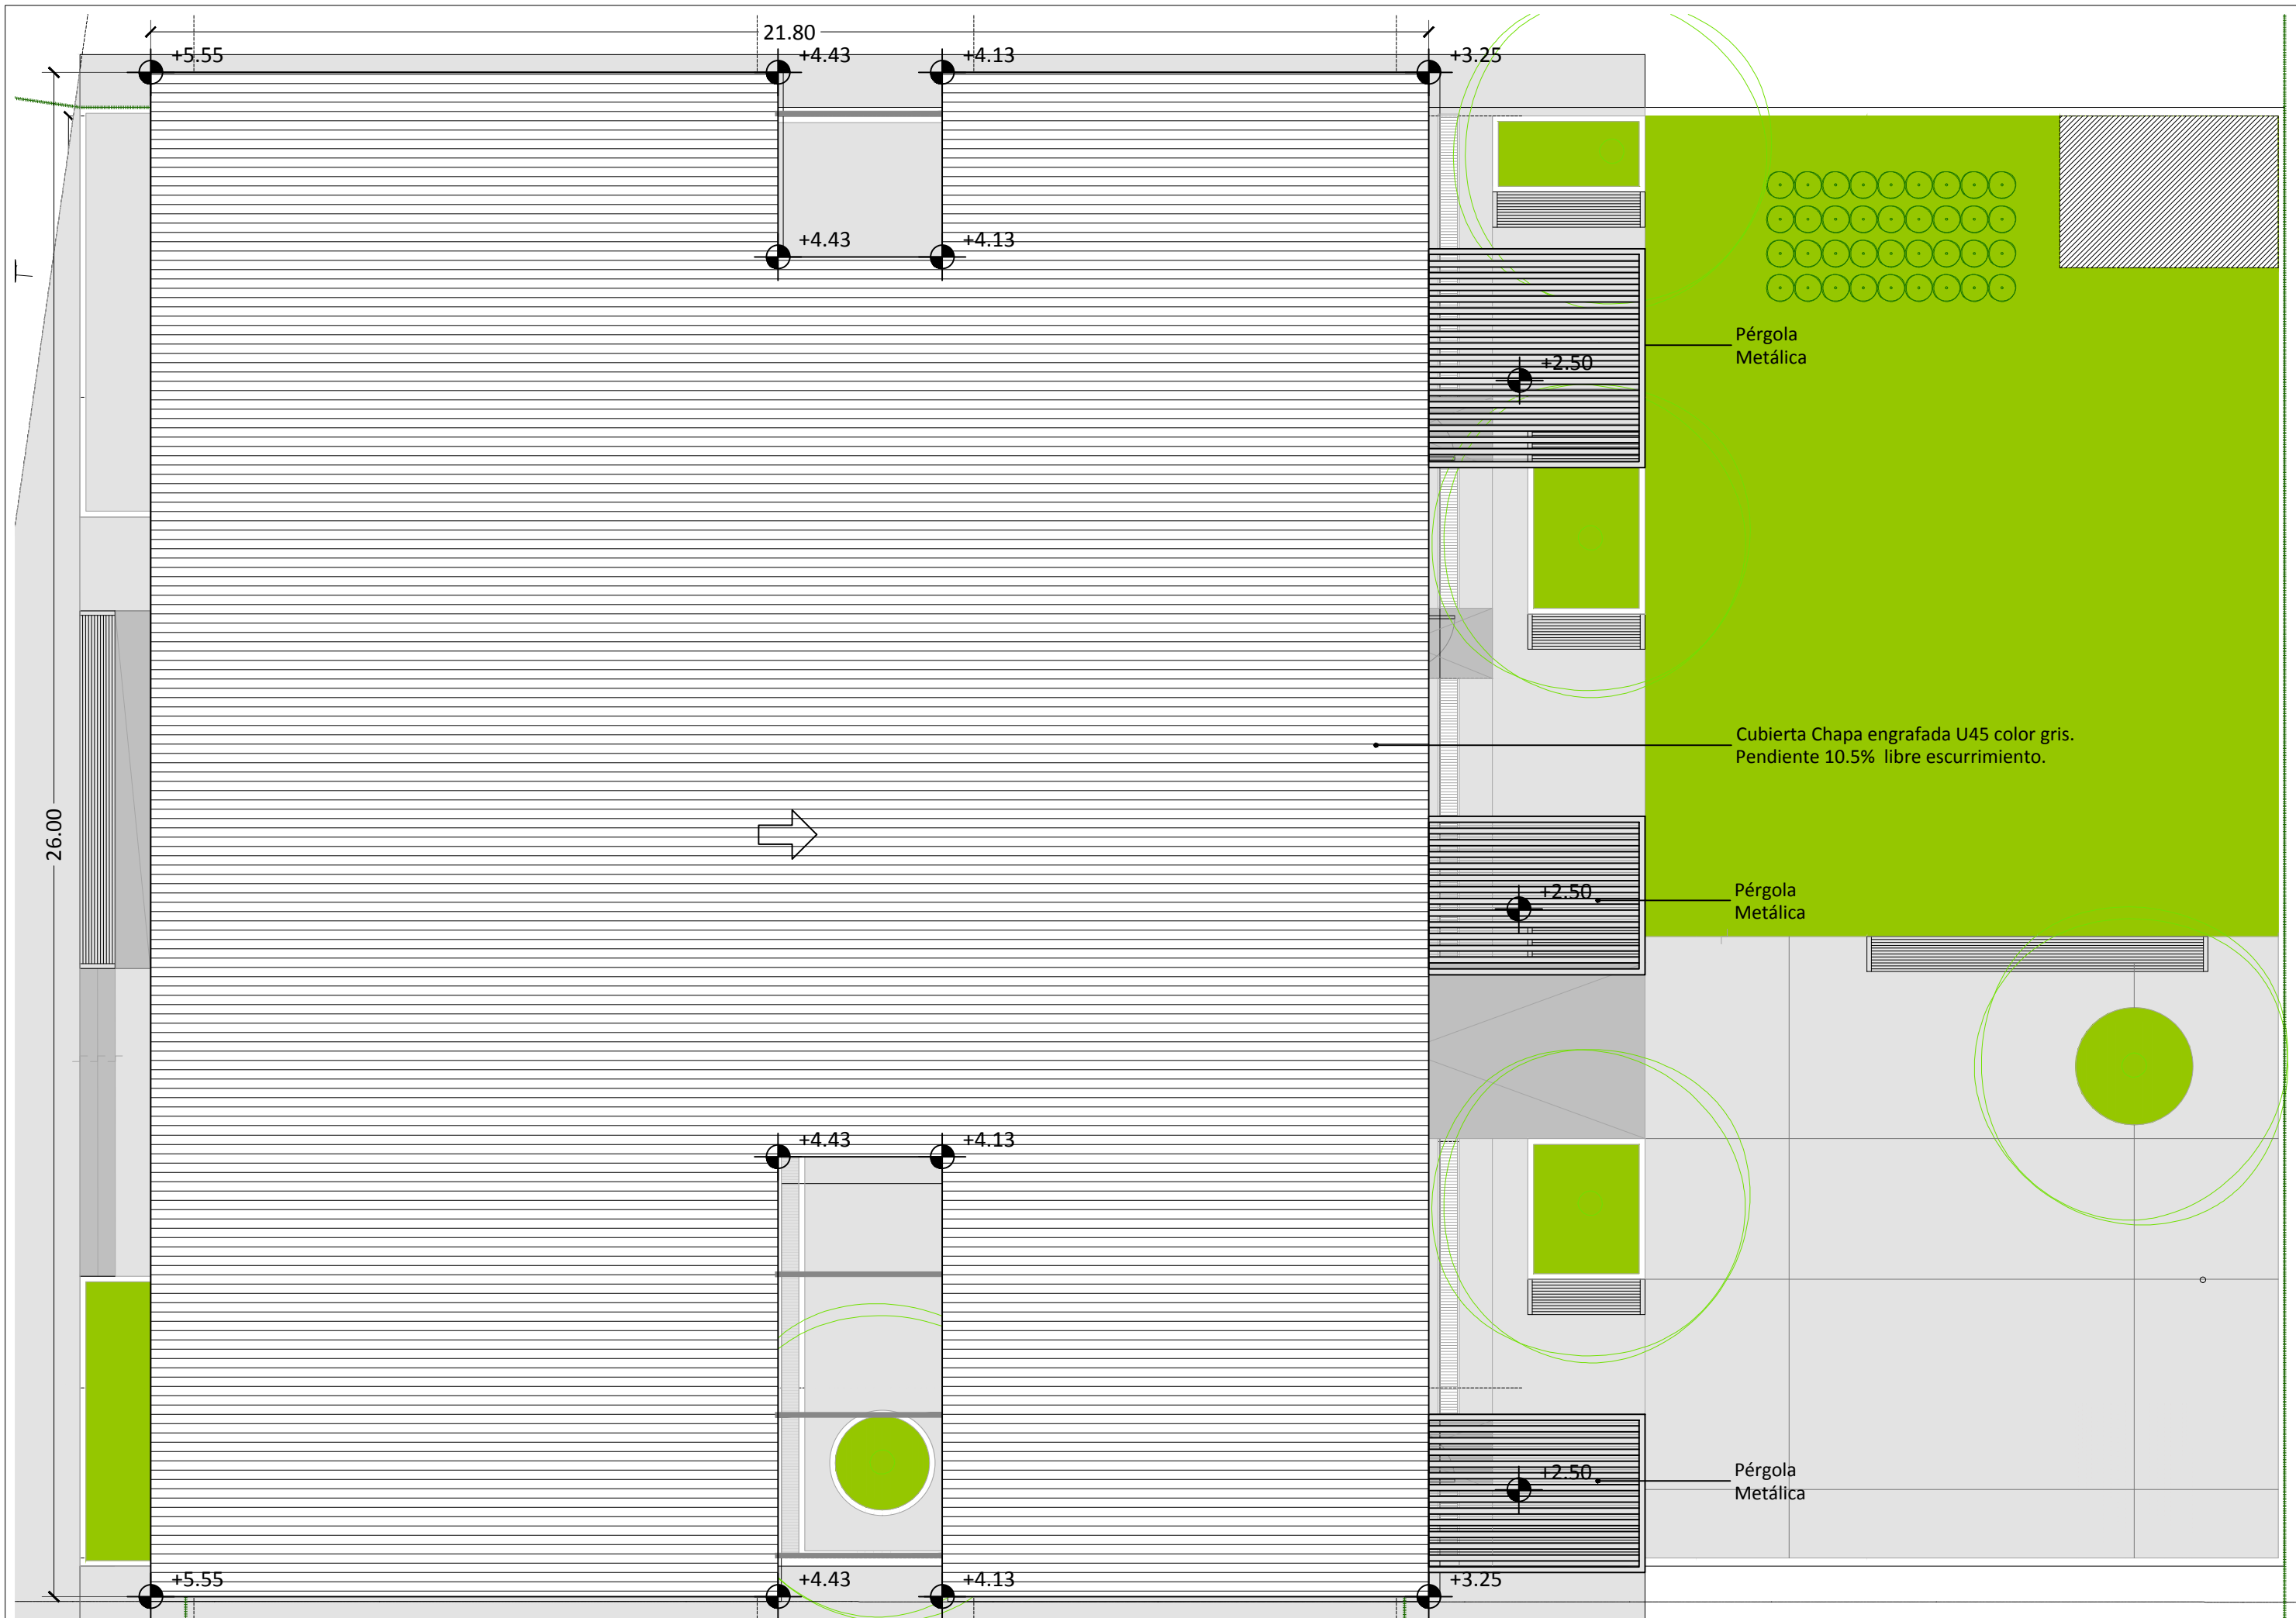 21.80
+5.55
+4.43
+4.13
+3.25
+4.43
+4.13
Pérgola
Metálica
+2.50
Cubierta Chapa engrafada U45 color gris.
Pendiente 10.5% libre escurrimiento.
26.00
+2.50
Pérgola
Metálica
+4.43
+4.13
Pérgola
Metálica
+2.50
+5.55
+4.43
+4.13
+3.25